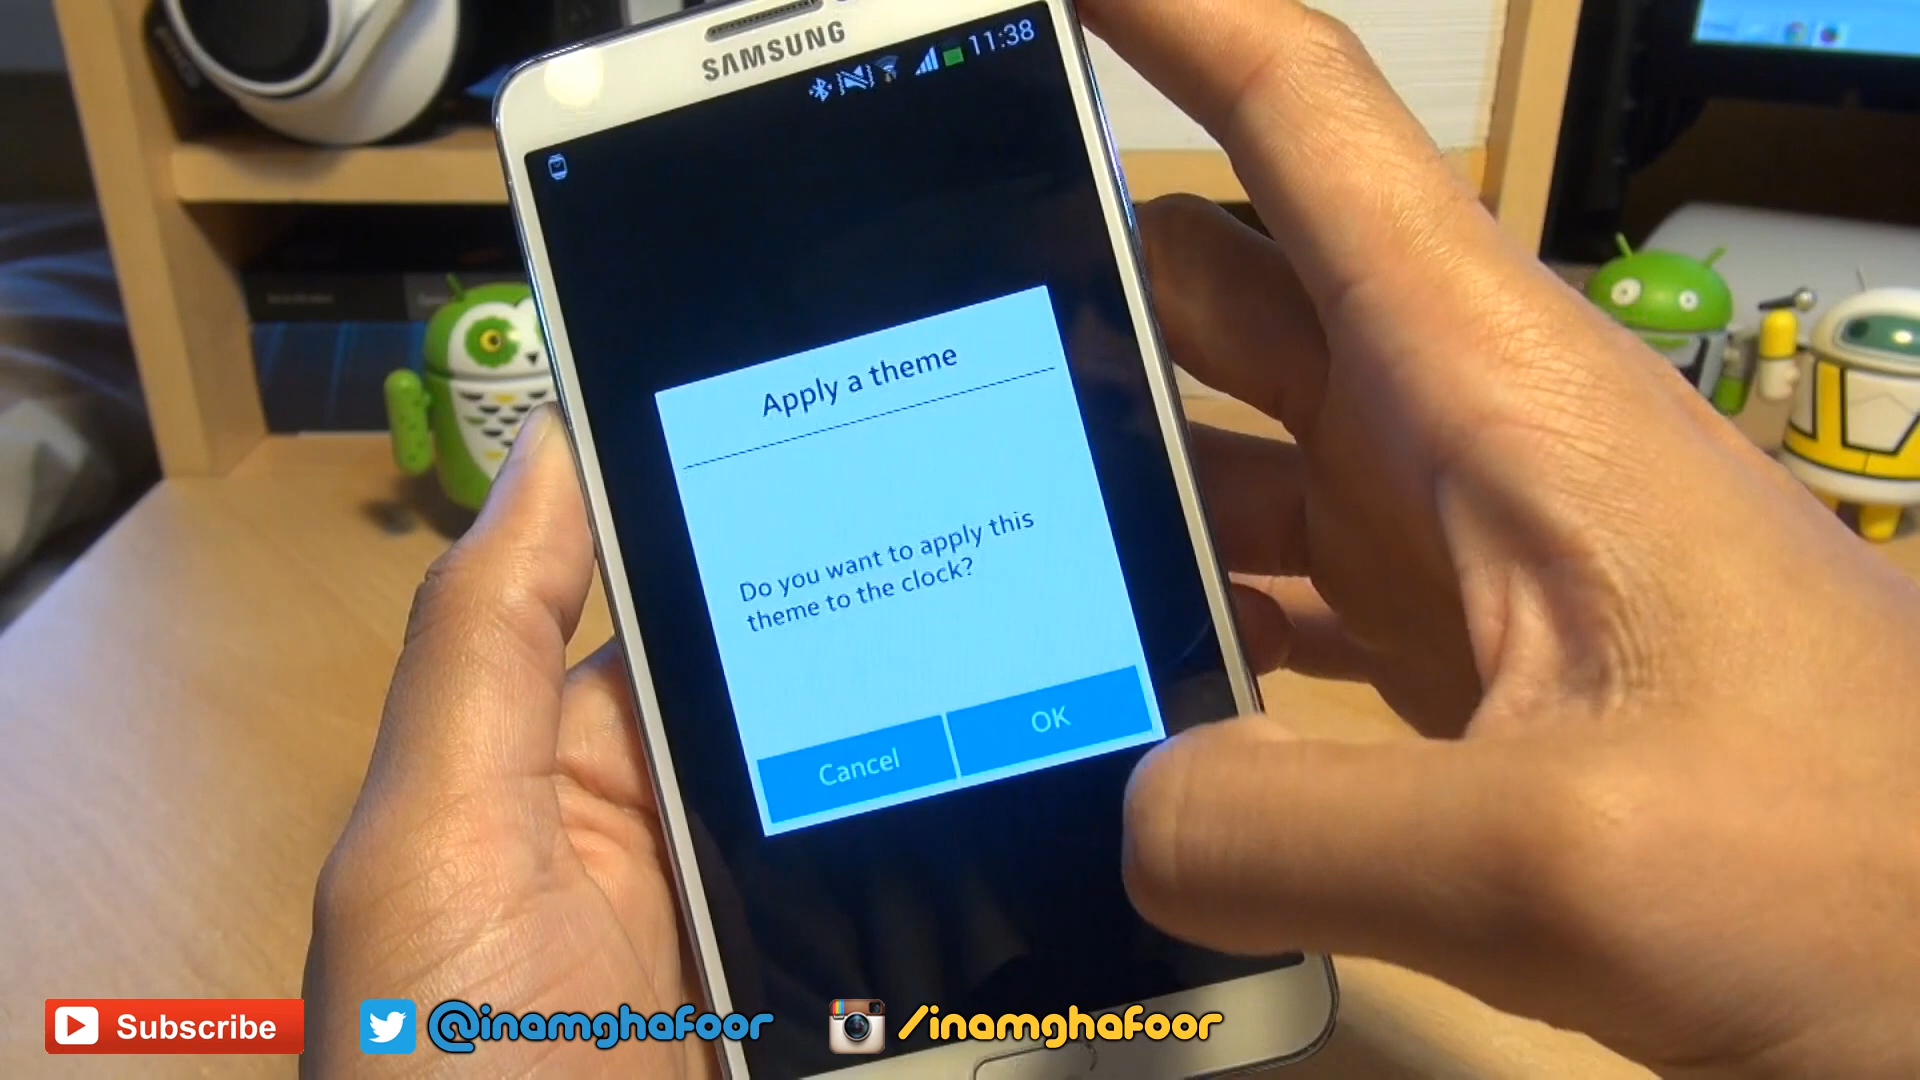 SAMSUNG
11:38
Apply a theme
Do you want to apply this
theme to the clock?
Cancel
OK
Subscribe
@inamghafoor
/inamghafoor